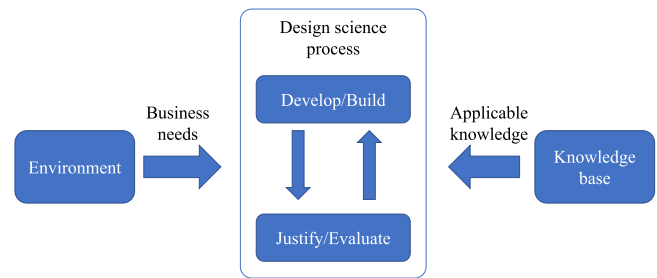 Design science
process
Develop/Build
Business
needs
Applicable
knowledge
Environment
Knowledge
base
Justify/Evaluate